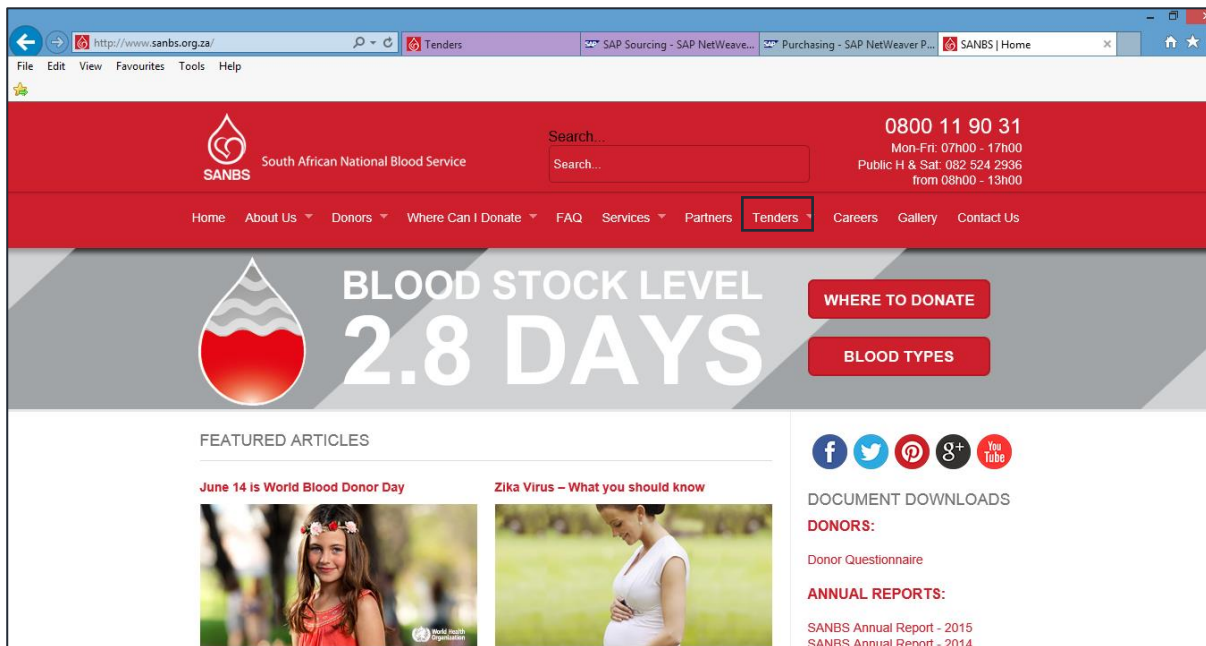 http://www.sanbs.org.za/
Tenders
SAP Sourcing - SAP NetWeave...
Purchasing - SAP NetWeaver P...
SANBS | Home
File Edit View Favourites Tools Help
SANBS
South African National Blood Service
Search...
Search...
0800 11 90 31
Mon-Fri: 07h00 - 17h00
Public H & Sat: 082 524 2936
from 08h00 - 13h00
Home About Us Donors Where Can I Donate FAQ Services Partners Tenders Careers Gallery Contact Us
BLOOD STOCK LEVEL
2.8 DAYS
WHERE TO DONATE
BLOOD TYPES
FEATURED ARTICLES
June 14 is World Blood Donor Day
Zika Virus – What you should know
World Health
Organization
You
Tube
DOCUMENT DOWNLOADS
DONORS:
Donor Questionnaire
ANNUAL REPORTS:
SANBS Annual Report - 2015
SANBS Annual Report - 2014